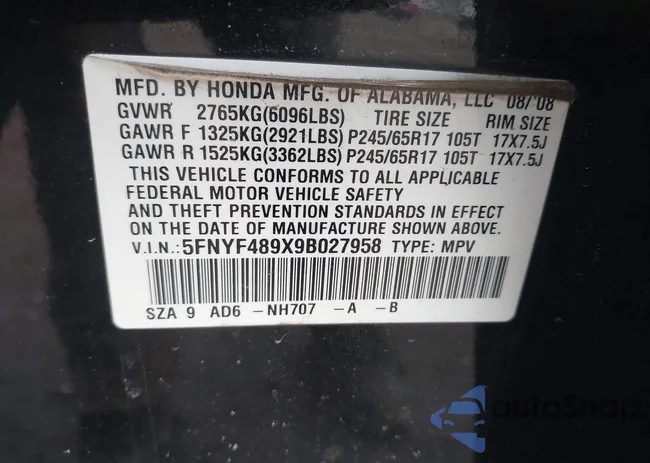 MFD. BY HONDA MFG. OF ALABAMA, LLC 08/'08
GVWR 2765KG(6096LBS) TIRE SIZE RIM SIZE
GAWR F 1325KG(2921LBS) P245/65R17 105T 17X7.5J
GAWR R 1525KG(3362LBS) P245/65R17 105T 17X7.5J
THIS VEHICLE CONFORMS TO ALL APPLICABLE
FEDERAL MOTOR VEHICLE SAFETY
AND THEFT PREVENTION STANDARDS IN EFFECT
ON THE DATE OF MANUFACTURE SHOWN ABOVE.
V.I.N.: 5FNYF489X9B027958 TYPE: MPV
SZA 9 AD6 -NH707 -A -B
autoSnap